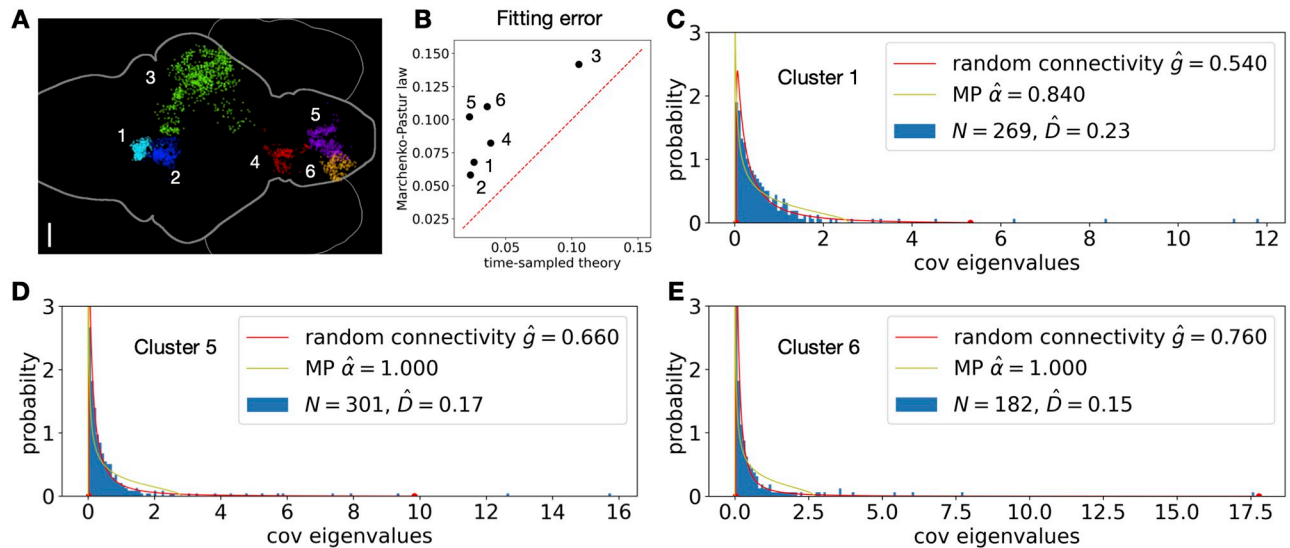 A
1
2
3
4
5
6
B
Fitting error
Marchenko-Pastur law
0.150
0.125
0.100
0.075
0.050
0.025
3
5
6
4
1
2
0.05
0.10
0.15
time-sampled theory
C
Cluster 1
probabilty
3
2
1
0
random connectivity ĝ = 0.540
MP α̂ = 0.840
N = 269, D̂ = 0.23
0 2 4 6 8 10 12
cov eigenvalues
D
Cluster 5
probabilty
3
2
1
0
random connectivity ĝ = 0.660
MP α̂ = 1.000
N = 301, D̂ = 0.17
0 2 4 6 8 10 12 14 16
cov eigenvalues
E
Cluster 6
probabilty
3
2
1
0
random connectivity ĝ = 0.760
MP α̂ = 1.000
N = 182, D̂ = 0.15
0.0 2.5 5.0 7.5 10.0 12.5 15.0 17.5
cov eigenvalues